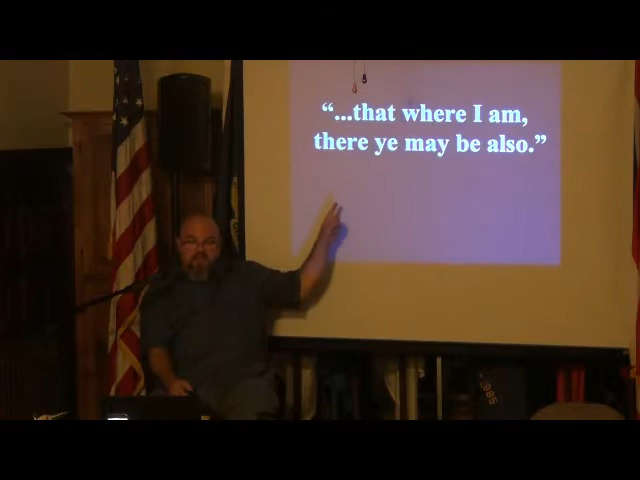 “...that where I am,
there ye may be also.”